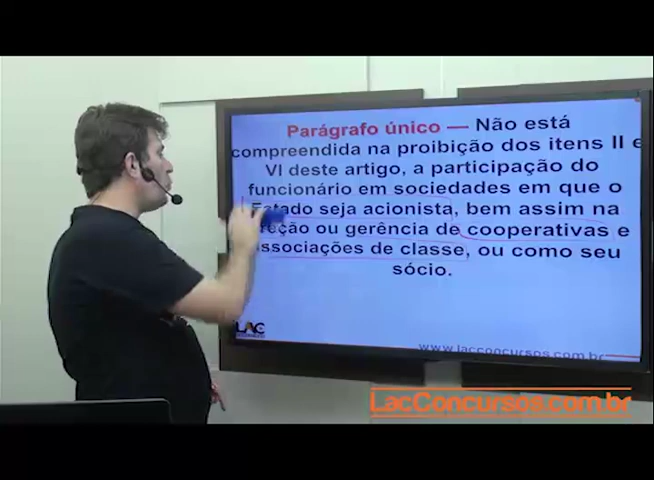 Parágrafo único — Não está
compreendida na proibição dos itens II e
VI deste artigo, a participação do
funcionário em sociedades em que o
Estado seja acionista, bem assim na
ou gerência de cooperativas e
associações de classe, ou como seu
sócio.
LAC
www.lacconcursos.com.br
LacConcursos.com.br